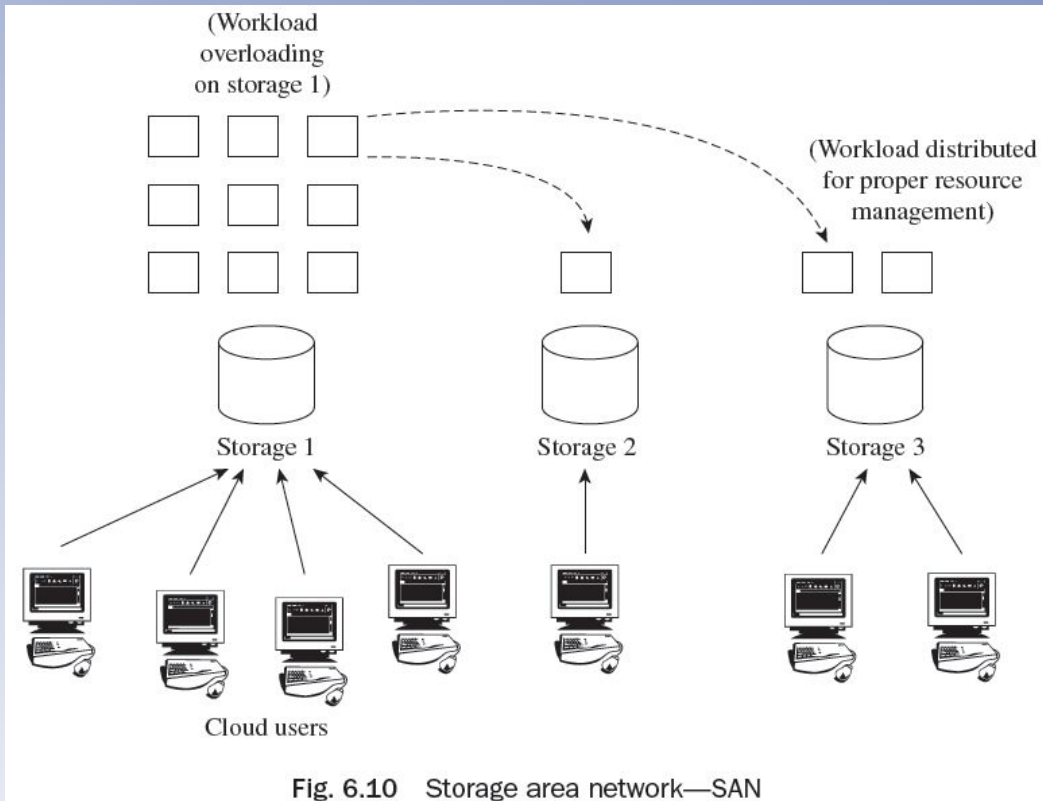 (Workload
overloading
on storage 1)
(Workload distributed
for proper resource
management)
Storage 1
Storage 2
Storage 3
Cloud users
Fig. 6.10 Storage area network—SAN